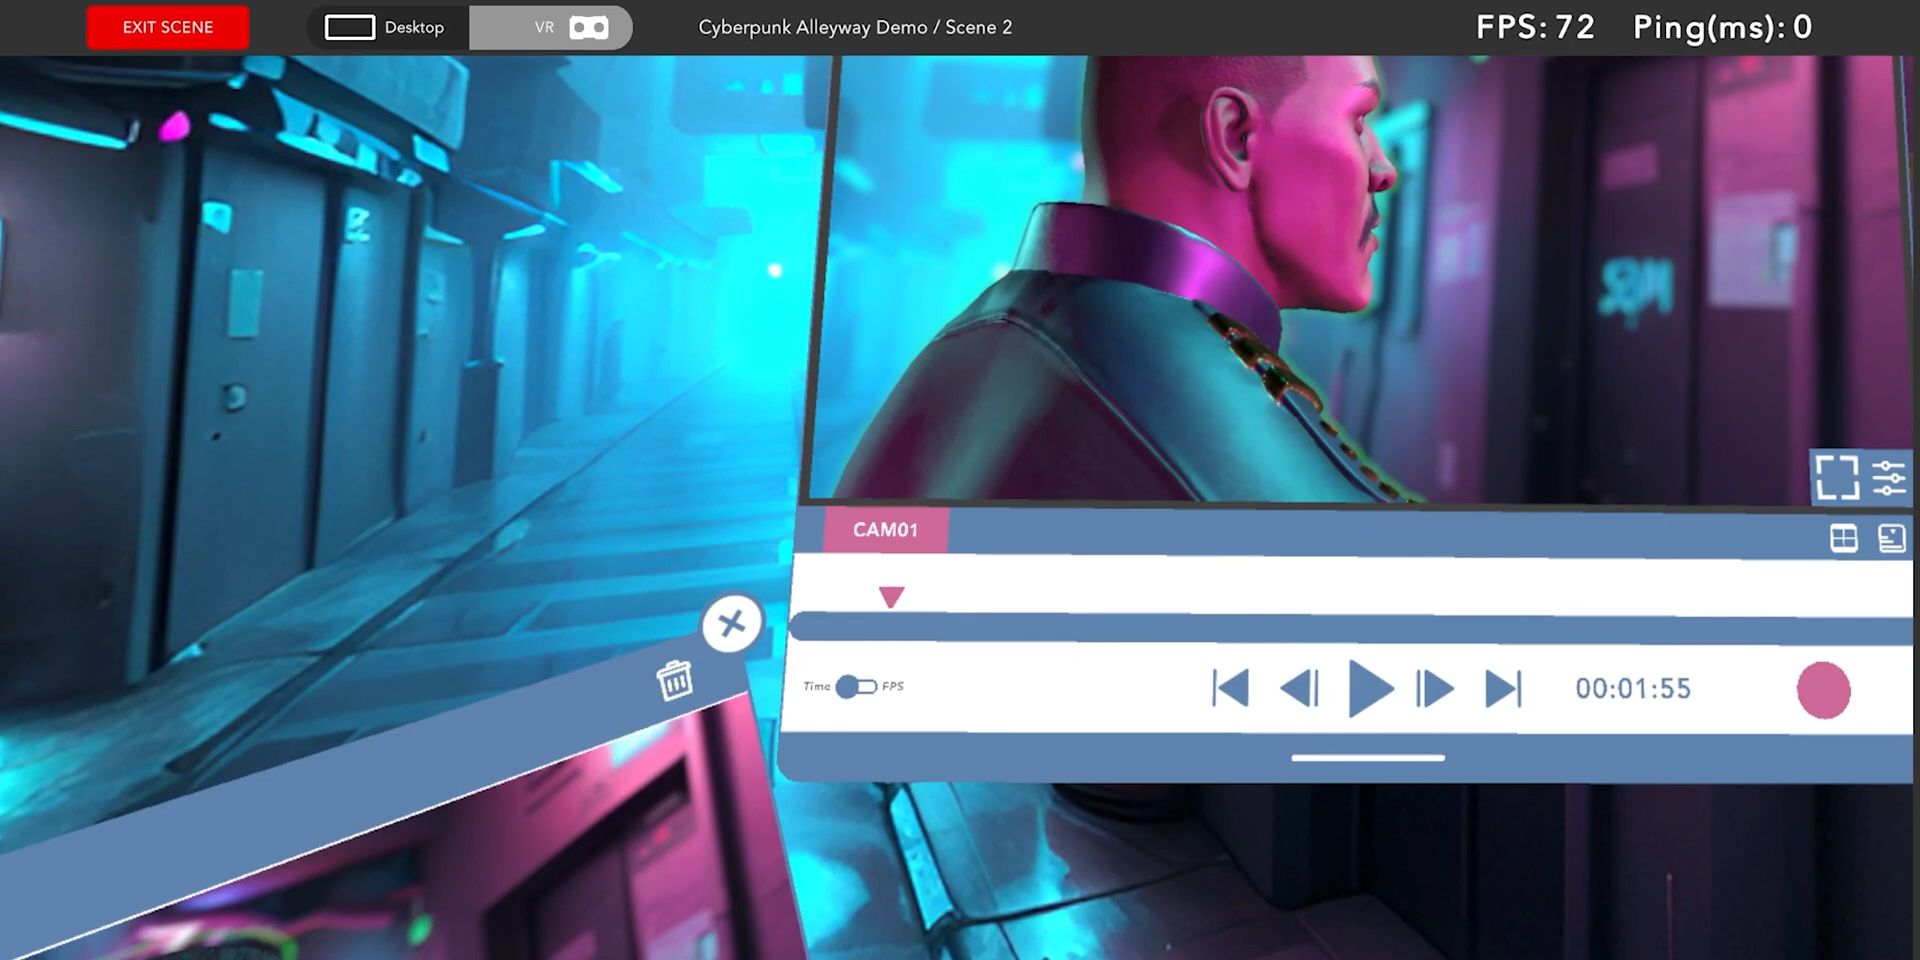 EXIT SCENE
Desktop
VR
Cyberpunk Alleyway Demo / Scene 2
FPS: 72
Ping(ms): 0
CAM01
Time
FPS
00:01:55